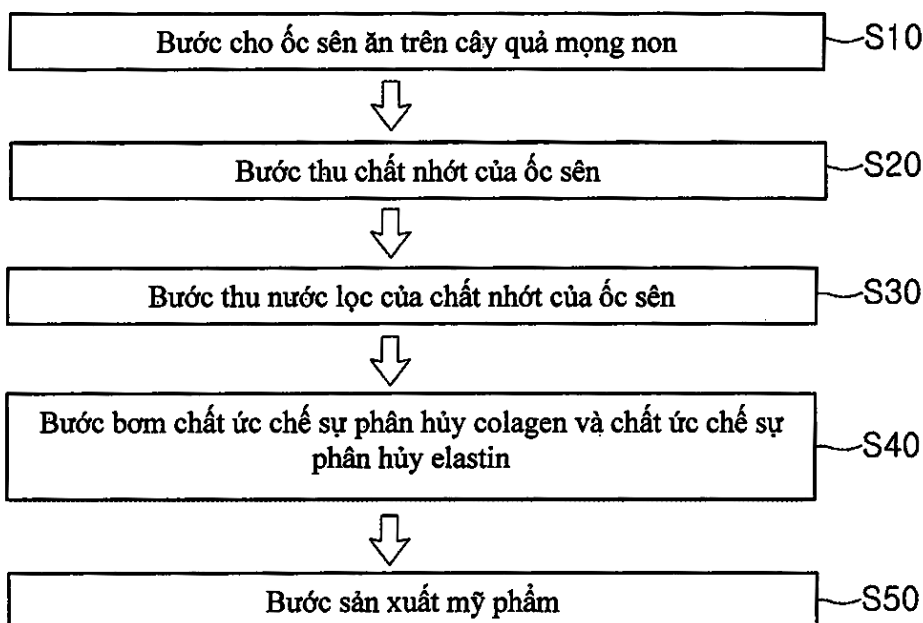 Bước cho ốc sên ăn trên cây quả mọng non
S10
Bước thu chất nhớt của ốc sên
S20
Bước thu nước lọc của chất nhớt của ốc sên
S30
Bước bơm chất ức chế sự phân hủy colagen và chất ức chế sự
phân hủy elastin
S40
Bước sản xuất mỹ phẩm
S50